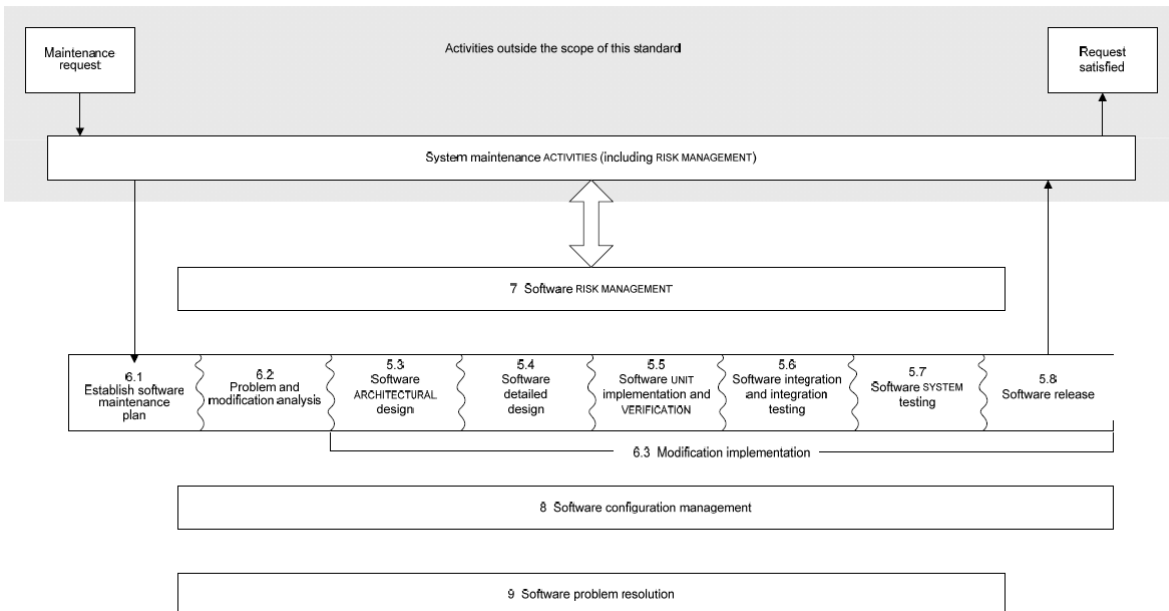 Activities outside the scope of this standard
Maintenance
request
Request
satisfied
System maintenance ACTIVITIES (including RISK MANAGEMENT)
7 Software RISK MANAGEMENT
6.1
Establish software
maintenance
plan
6.2
Problem and
modification analysis
5.3
Software
ARCHITECTURAL
design
5.4
Software
detailed
design
5.5
Software UNIT
implementation and
VERIFICATION
5.6
Software integration
and integration
testing
5.7
Software SYSTEM
testing
5.8
Software release
6.3 Modification implementation
8 Software configuration management
9 Software problem resolution